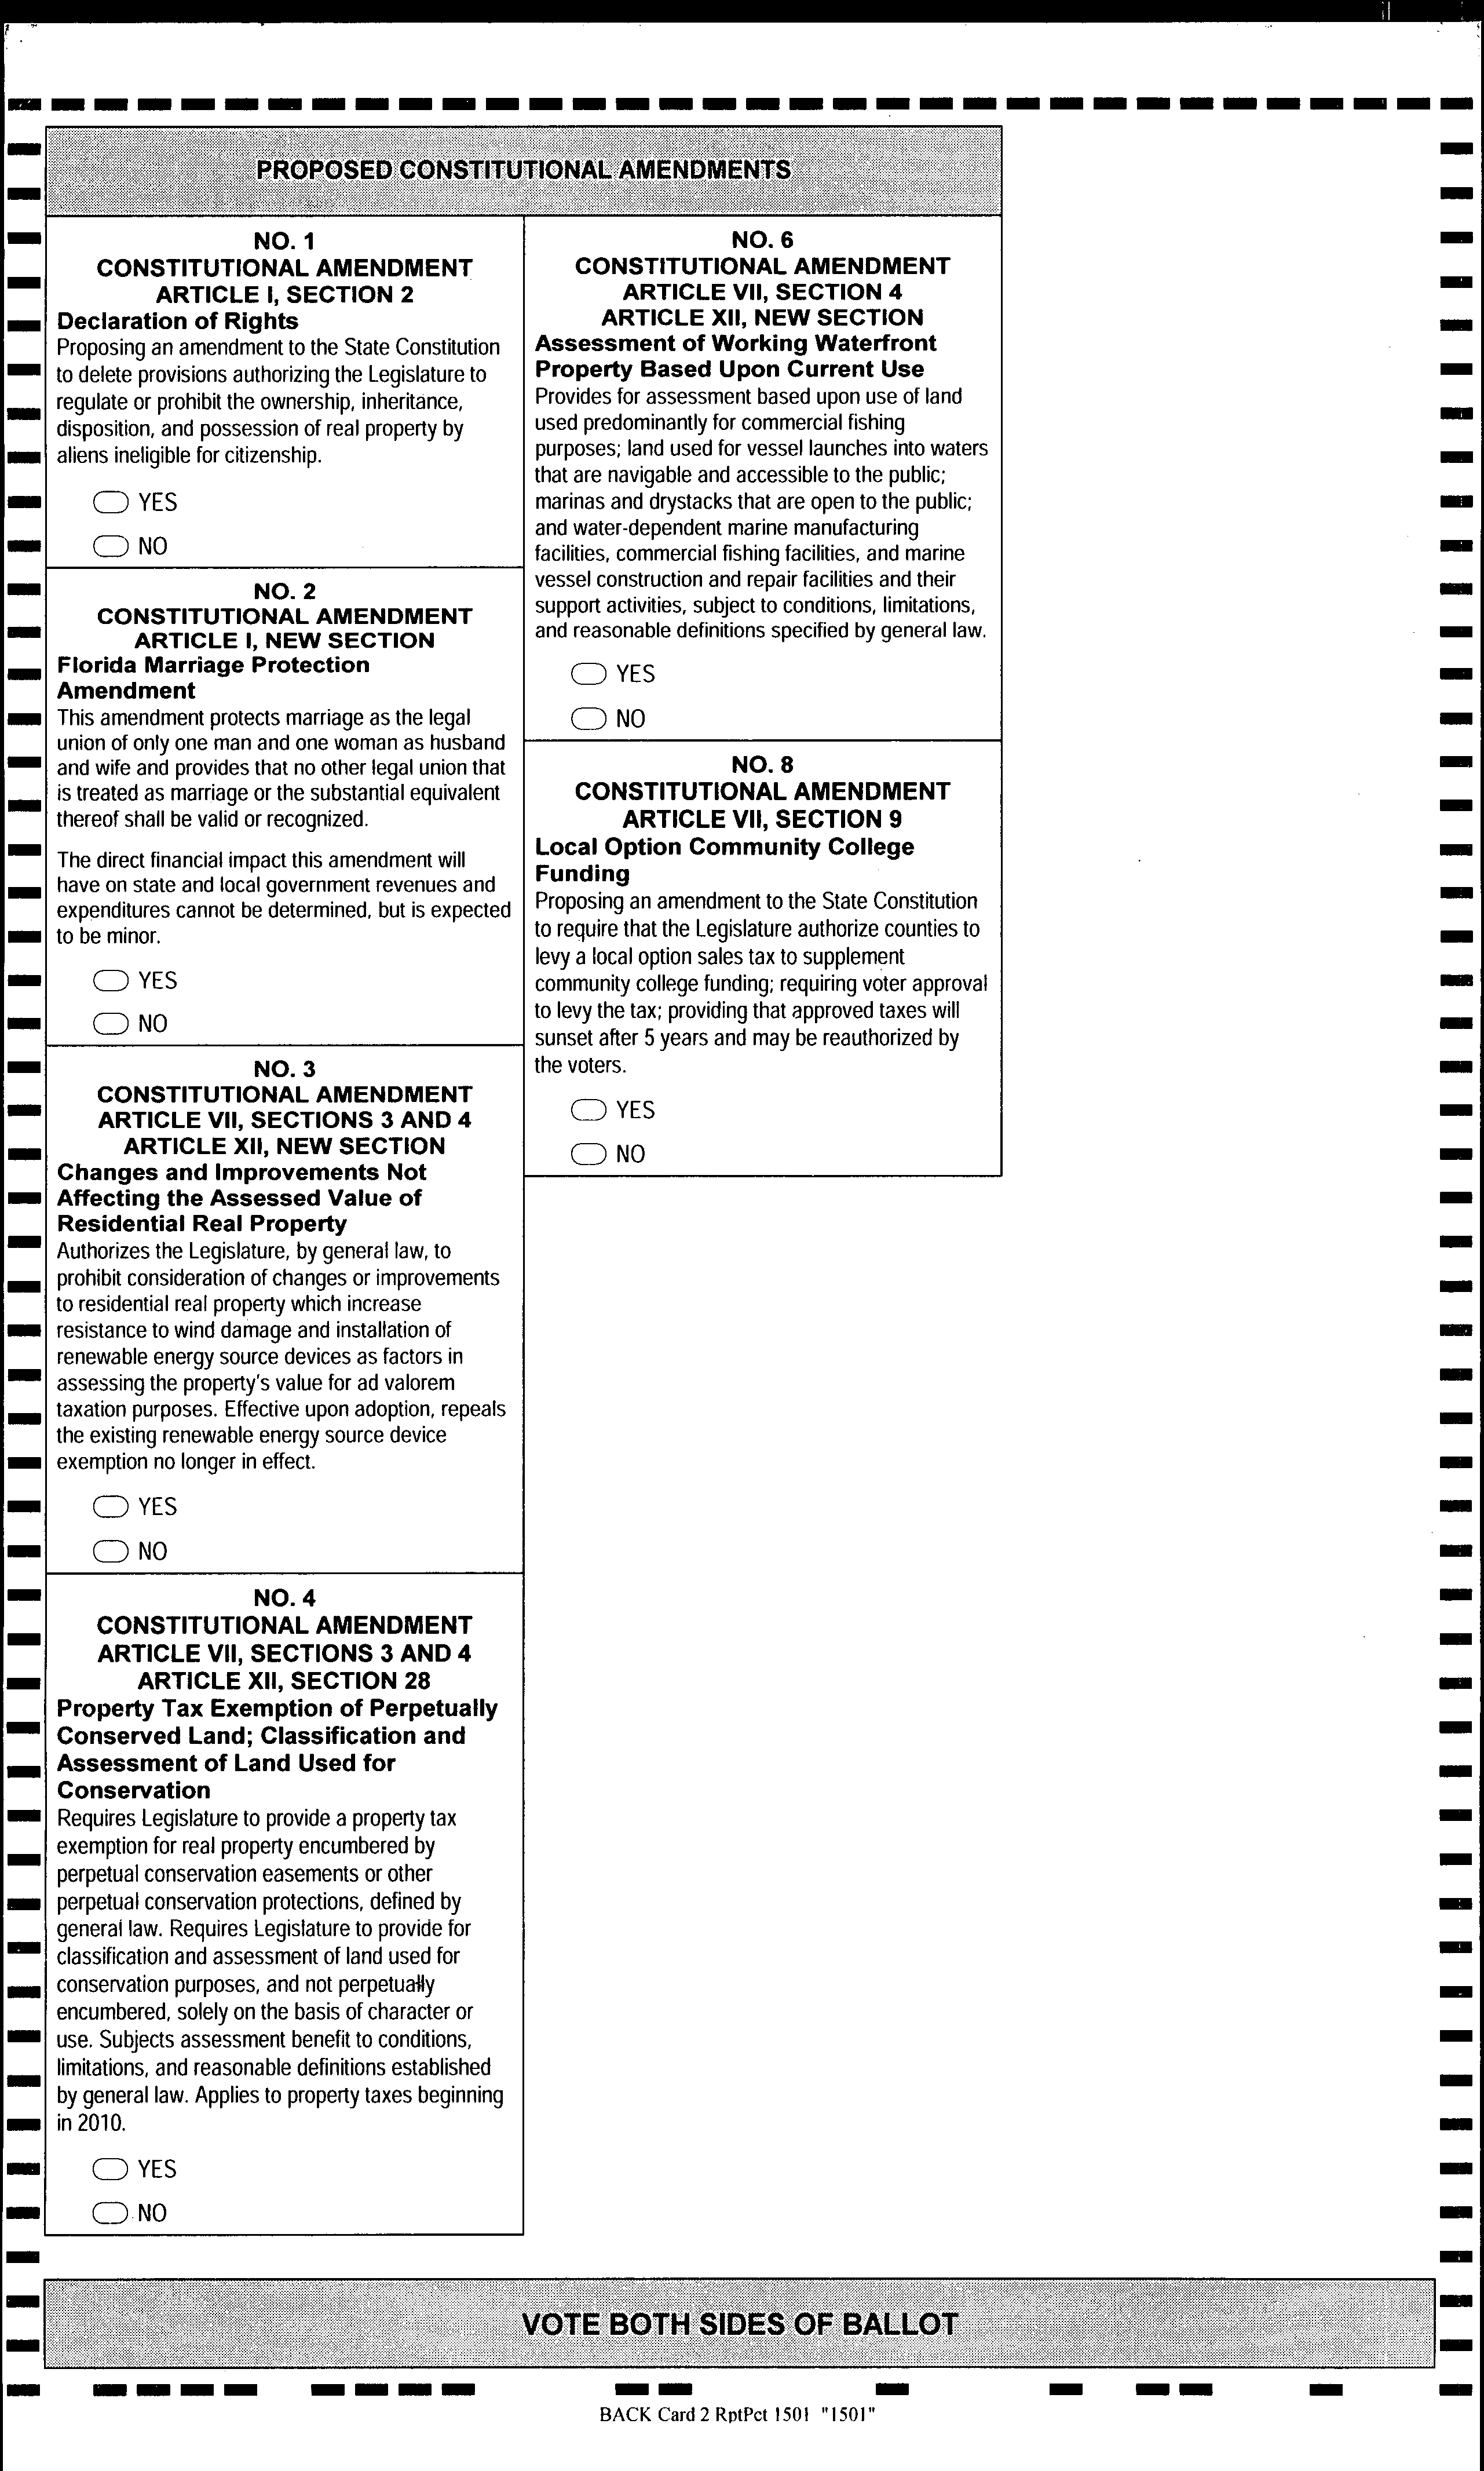 PROPOSED CONSTITUTIONAL AMENDMENTS
NO. 1
CONSTITUTIONAL AMENDMENT
ARTICLE I, SECTION 2
Declaration of Rights
Proposing an amendment to the State Constitution
to delete provisions authorizing the Legislature to
regulate or prohibit the ownership, inheritance,
disposition, and possession of real property by
aliens ineligible for citizenship.
YES
NO
NO. 2
CONSTITUTIONAL AMENDMENT
ARTICLE I, NEW SECTION
Florida Marriage Protection
Amendment
This amendment protects marriage as the legal
union of only one man and one woman as husband
and wife and provides that no other legal union that
is treated as marriage or the substantial equivalent
thereof shall be valid or recognized.
The direct financial impact this amendment will
have on state and local government revenues and
expenditures cannot be determined, but is expected
to be minor.
YES
NO
NO. 3
CONSTITUTIONAL AMENDMENT
ARTICLE VII, SECTIONS 3 AND 4
ARTICLE XII, NEW SECTION
Changes and Improvements Not
Affecting the Assessed Value of
Residential Real Property
Authorizes the Legislature, by general law, to
prohibit consideration of changes or improvements
to residential real property which increase
resistance to wind damage and installation of
renewable energy source devices as factors in
assessing the property's value for ad valorem
taxation purposes. Effective upon adoption, repeals
the existing renewable energy source device
exemption no longer in effect.
YES
NO
NO. 4
CONSTITUTIONAL AMENDMENT
ARTICLE VII, SECTIONS 3 AND 4
ARTICLE XII, SECTION 28
Property Tax Exemption of Perpetually
Conserved Land; Classification and
Assessment of Land Used for
Conservation
Requires Legislature to provide a property tax
exemption for real property encumbered by
perpetual conservation easements or other
perpetual conservation protections, defined by
general law. Requires Legislature to provide for
classification and assessment of land used for
conservation purposes, and not perpetually
encumbered, solely on the basis of character or
use. Subjects assessment benefit to conditions,
limitations, and reasonable definitions established
by general law. Applies to property taxes beginning
in 2010.
YES
NO
NO. 6
CONSTITUTIONAL AMENDMENT
ARTICLE VII, SECTION 4
ARTICLE XII, NEW SECTION
Assessment of Working Waterfront
Property Based Upon Current Use
Provides for assessment based upon use of land
used predominantly for commercial fishing
purposes; land used for vessel launches into waters
that are navigable and accessible to the public;
marinas and drystacks that are open to the public;
and water-dependent marine manufacturing
facilities, commercial fishing facilities, and marine
vessel construction and repair facilities and their
support activities, subject to conditions, limitations,
and reasonable definitions specified by general law.
YES
NO
NO. 8
CONSTITUTIONAL AMENDMENT
ARTICLE VII, SECTION 9
Local Option Community College
Funding
Proposing an amendment to the State Constitution
to require that the Legislature authorize counties to
levy a local option sales tax to supplement
community college funding; requiring voter approval
to levy the tax; providing that approved taxes will
sunset after 5 years and may be reauthorized by
the voters.
YES
NO
VOTE BOTH SIDES OF BALLOT
BACK Card 2 RptPct 1501 "1501"